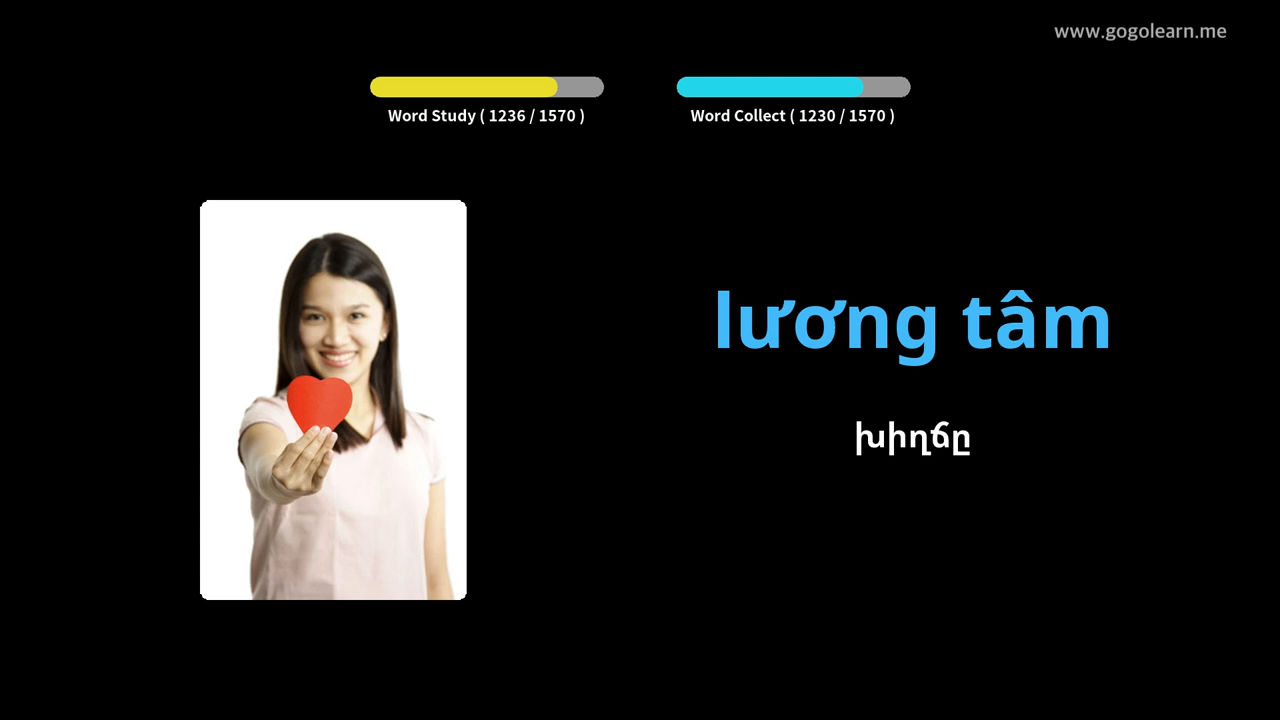 www.gogolearn.me
Word Study ( 1236 / 1570 )
Word Collect ( 1230 / 1570 )
lương tâm
խիղճը